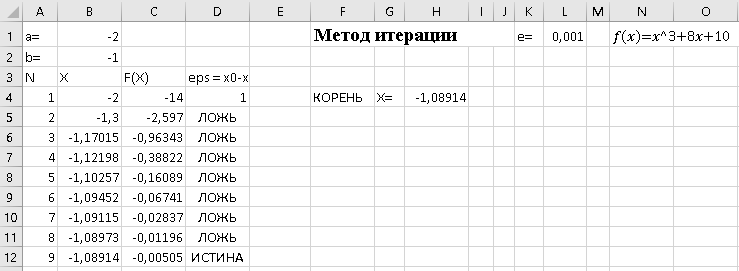 A B C D E F G H I J K L M N O
1 a= -2 Метод итерации e= 0,001 f(x)=x^3+8x+10
2 b= -1
3 N X F(X) eps = x0-x
4 1 -2 -14 1 КОРЕНЬ X= -1,08914
5 2 -1,3 -2,597 ЛОЖЬ
6 3 -1,17015 -0,96343 ЛОЖЬ
7 4 -1,12198 -0,38822 ЛОЖЬ
8 5 -1,10257 -0,16089 ЛОЖЬ
9 6 -1,09452 -0,06741 ЛОЖЬ
10 7 -1,09115 -0,02837 ЛОЖЬ
11 8 -1,08973 -0,01196 ЛОЖЬ
12 9 -1,08914 -0,00505 ИСТИНА